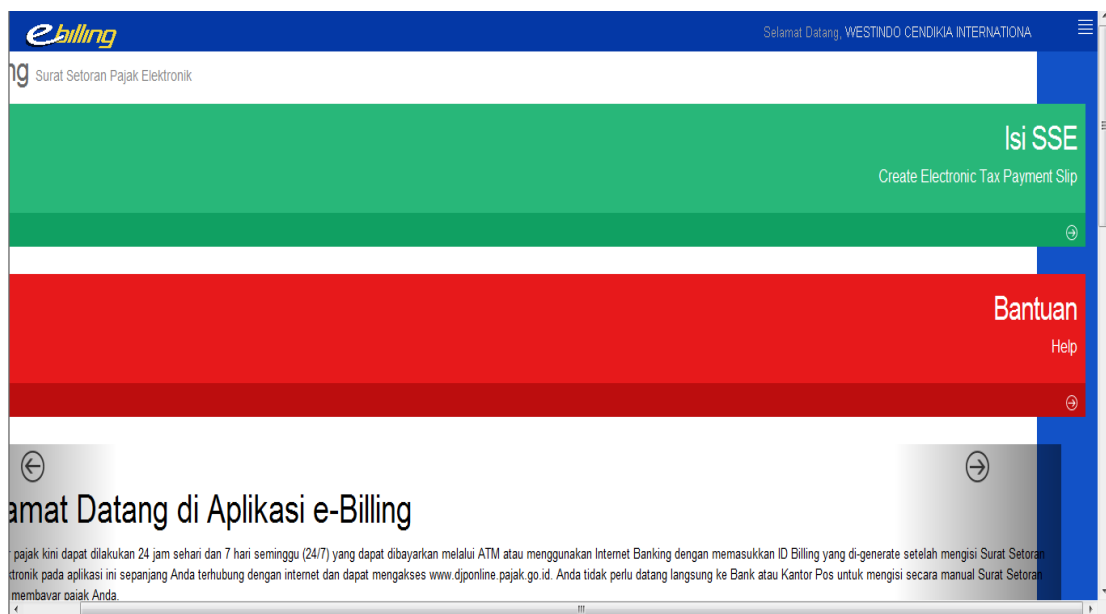 ebilling
Selamat Datang, WESTINDO CENDIKIA INTERNATIONA
ng Surat Setoran Pajak Elektronik
Isi SSE
Create Electronic Tax Payment Slip
Bantuan
Help
amat Datang di Aplikasi e-Billing
pajak kini dapat dilakukan 24 jam sehari dan 7 hari seminggu (24/7) yang dapat dibayarkan melalui ATM atau menggunakan Internet Banking dengan memasukkan ID Billing yang di-generate setelah mengisi Surat Setoran
ktronik pada aplikasi ini sepanjang Anda terhubung dengan internet dan dapat mengakses www.djponline.pajak.go.id. Anda tidak perlu datang langsung ke Bank atau Kantor Pos untuk mengisi secara manual Surat Setoran
membayar pajak Anda.